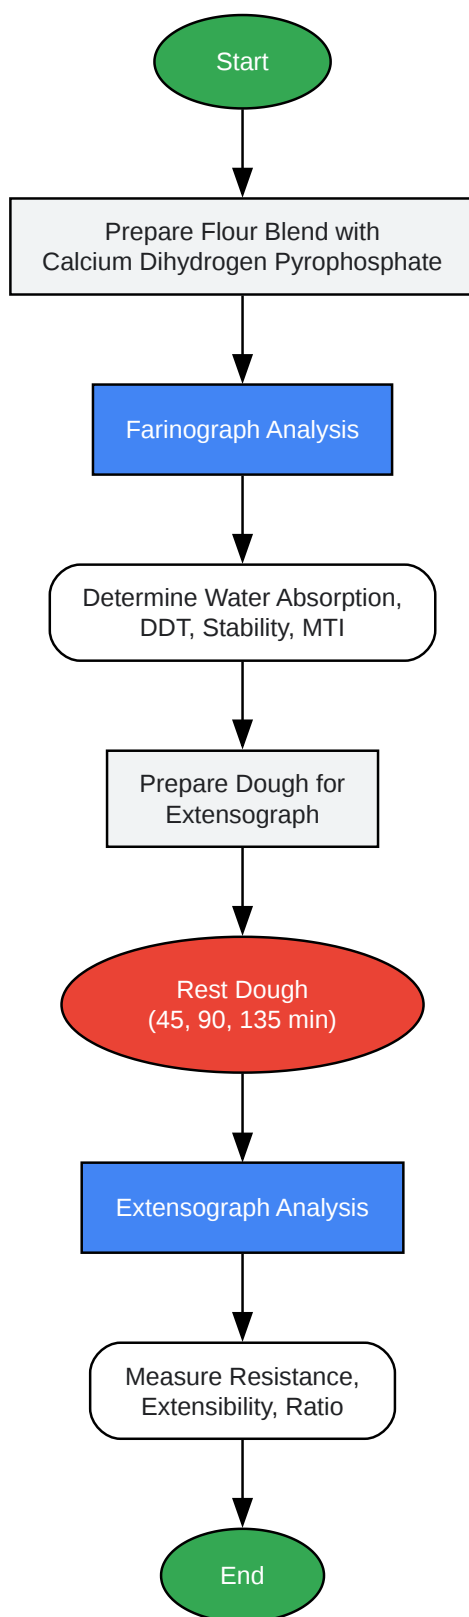 Start
Prepare Flour Blend with
Calcium Dihydrogen Pyrophosphate
Farinograph Analysis
Determine Water Absorption,
DDT, Stability, MTI
Prepare Dough for
Extensograph
Rest Dough
(45, 90, 135 min)
Extensograph Analysis
Measure Resistance,
Extensibility, Ratio
End